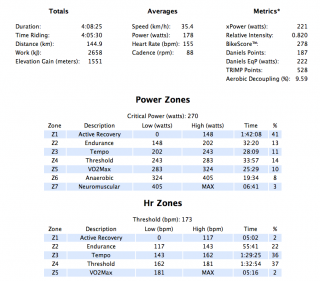 Totals Averages Metrics*
Duration: 4:08:25 Speed (km/h): 35.4 xPower (watts): 221
Time Riding: 4:05:30 Power (watts): 178 Relative Intensity: 0.820
Distance (km): 144.9 Heart Rate (bpm): 155 BikeScore™: 278
Work (kJ): 2658 Cadence (rpm): 88 Daniels Points: 187
Elevation Gain (meters): 1551 Daniels EqP (watts): 222
TRIMP Points: 528
Aerobic Decoupling (%): 9.59
Power Zones
Critical Power (watts): 270
Zone Description Low (watts) High (watts) Time %
Z1 Active Recovery 0 148 1:42:08 41
Z2 Endurance 148 202 32:20 13
Z3 Tempo 202 243 28:09 11
Z4 Threshold 243 283 33:57 14
Z5 VO2Max 283 324 25:29 10
Z6 Anaerobic 324 405 19:34 8
Z7 Neuromuscular 405 MAX 06:41 3
Hr Zones
Threshold (bpm): 173
Zone Description Low (bpm) High (bpm) Time %
Z1 Active Recovery 0 117 05:02 2
Z2 Endurance 117 143 55:41 22
Z3 Tempo 143 162 1:29:25 36
Z4 Threshold 162 181 1:32:54 37
Z5 VO2Max 181 MAX 05:16 2